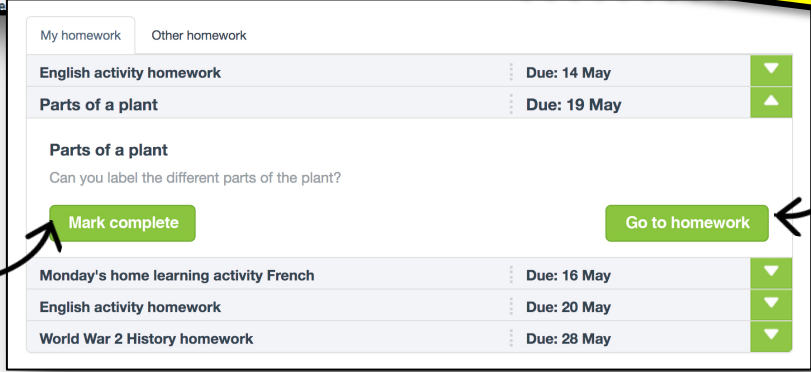 My homework Other homework
English activity homework Due: 14 May
Parts of a plant Due: 19 May
Parts of a plant
Can you label the different parts of the plant?
Mark complete Go to homework
Monday's home learning activity French Due: 16 May
English activity homework Due: 20 May
World War 2 History homework Due: 28 May